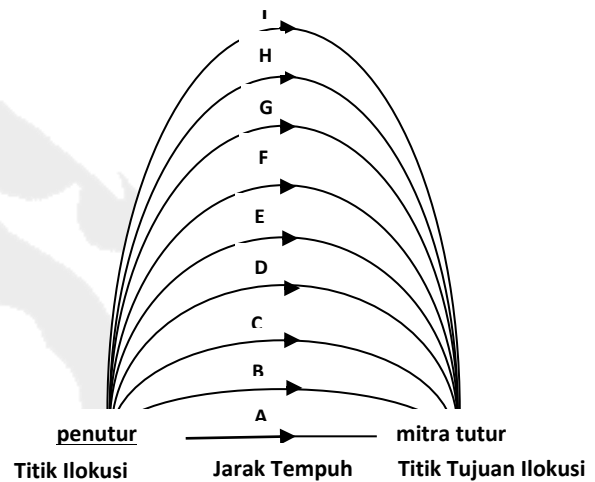 I
H
G
F
E
D
C
B
A
penutur mitra tutur
Titik Ilokusi Jarak Tempuh Titik Tujuan Ilokusi